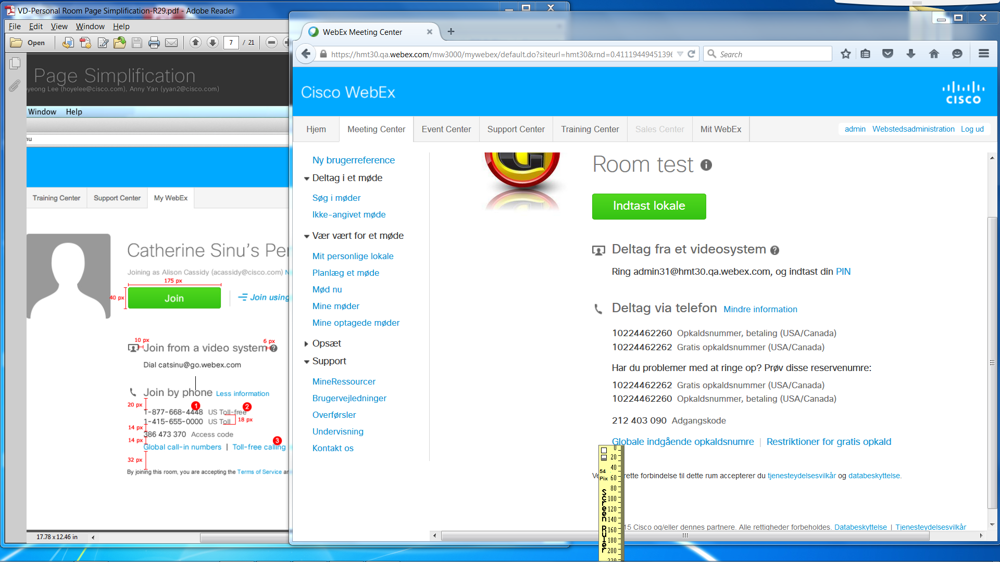 VD-Personal Room Page Simplification-R29.pdf - Adobe Reader
File Edit View Window Help
Open 7 / 21
Page Simplification
yeong Lee (hoyelee@cisco.com), Anny Yan (yyan2@cisco.com)
Window Help
nu
Training Center Support Center My WebEx
Catherine Sinu's Per
Joining as Alison Cassidy (acassidy@cisco.com) N
175 px
40 px
Join
Join using
10 px
6 px
Join from a video system
Dial catsinu@go.webex.com
Join by phone Less information
20 px
1
2
1-877-668-4448 US Toll-free
1-415-655-0000 US Toll
18 px
14 px
386 473 370 Access code
14 px
3
Global call-in numbers | Toll-free calling
32 px
By joining this room, you are accepting the Terms of Service an
17.78 x 12.46 in
WebEx Meeting Center
https://hmt30.qa.webex.com/mw3000/mywebex/default.do?siteurl=hmt30&rnd=0.4111944945139
Search
Cisco WebEx
CISCO
Hjem Meeting Center Event Center Support Center Training Center Sales Center Mit WebEx
admin Webstedsadministration Log ud
Ny brugerreference
Deltag i et møde
Søg i møder
Ikke-angivet møde
Vær vært for et møde
Mit personlige lokale
Planlæg et møde
Mød nu
Mine møder
Mine optagede møder
Opsæt
Support
MineRessourcer
Brugervejledninger
Overførsler
Undervisning
Kontakt os
G
Room test
Indtast lokale
Deltag fra et videosystem
Ring admin31@hmt30.qa.webex.com, og indtast din PIN
Deltag via telefon Mindre information
10224462260 Opkaldsnummer, betaling (USA/Canada)
10224462262 Gratis opkaldsnummer (USA/Canada)
Har du problemer med at ringe op? Prøv disse reservenumre:
10224462262 Gratis opkaldsnummer (USA/Canada)
10224462260 Opkaldsnummer, betaling (USA/Canada)
212 403 090 Adgangskode
Globale indgående opkaldsnumre | Restriktioner for gratis opkald
Ve rette forbindelse til dette rum accepterer du tjenesteydelsesvilkår og databeskyttelse.
15 Cisco og/eller dennes partnere. Alle rettigheder forbeholdes. Databeskyttelse | Tjenesteydelsesvilkår
0
20
40
54
Pix
60
80
100
120
140
160
180
200
220
Screen Ruler